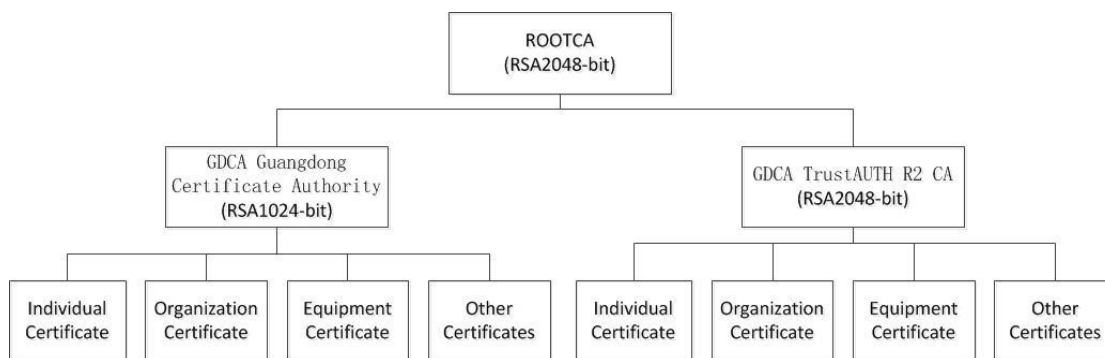 ROOTCA
(RSA2048-bit)
GDCA Guangdong
Certificate Authority
(RSA1024-bit)
GDCA TrustAUTH R2 CA
(RSA2048-bit)
Individual
Certificate
Organization
Certificate
Equipment
Certificate
Other
Certificates
Individual
Certificate
Organization
Certificate
Equipment
Certificate
Other
Certificates